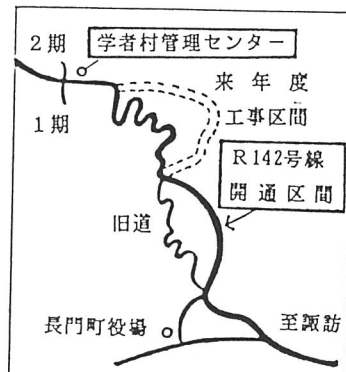 学者村管理センター
2期
1期
来年度
工事区間
R142号線
開通区間
旧道
長門町役場
至諏訪